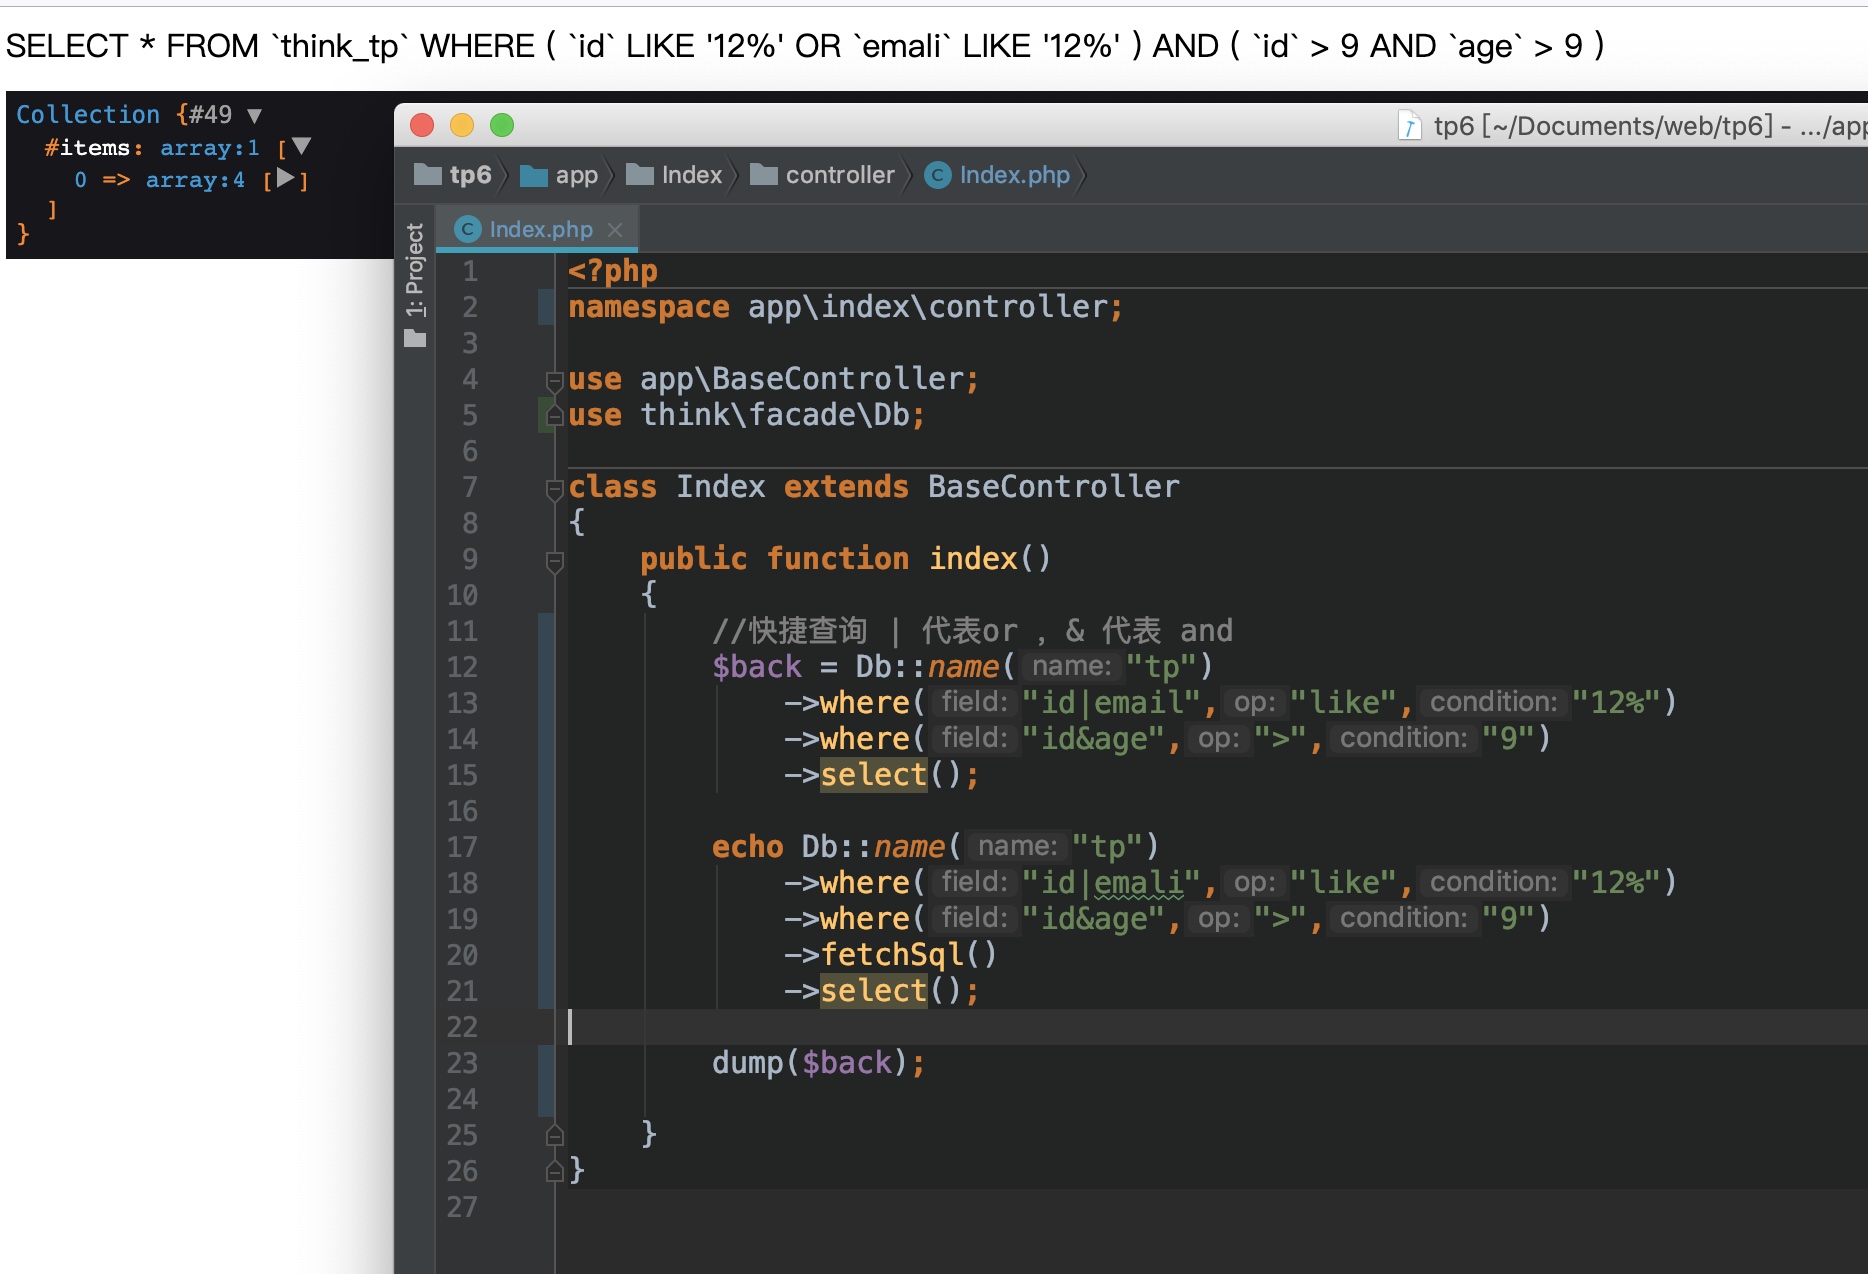 SELECT * FROM `think_tp` WHERE ( `id` LIKE '12%' OR `emali` LIKE '12%' ) AND ( `id` > 9 AND `age` > 9 )
Collection {#49 ▼
#items: array:1 [▼
0 => array:4 [▶]
]
}
tp6 [~/Documents/web/tp6] - .../app
tp6 app Index controller Index.php
1: Project
Index.php
1 <?php
2 namespace app\index\controller;
3
4 use app\BaseController;
5 use think\facade\Db;
6
7 class Index extends BaseController
8 {
9 public function index()
10 {
11 //快捷查询 | 代表or , & 代表 and
12 $back = Db::name( name: "tp")
13 ->where( field: "id|email", op: "like", condition: "12%")
14 ->where( field: "id&age", op: ">", condition: "9")
15 ->select();
16
17 echo Db::name( name: "tp")
18 ->where( field: "id|emali", op: "like", condition: "12%")
19 ->where( field: "id&age", op: ">", condition: "9")
20 ->fetchSql()
21 ->select();
22
23 dump($back);
24
25 }
26 }
27